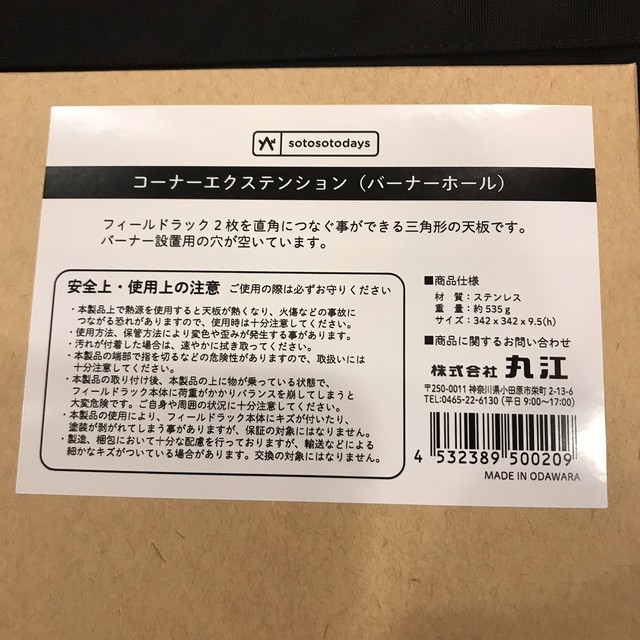 sotosotodays
コーナーエクステンション（バーナーホール）
フィールドラック2枚を直角につなぐ事ができる三角形の天板です。
バーナー設置用の穴が空いています。
安全上・使用上の注意 ご使用の際は必ずお守りください
・本製品上で熱源を使用すると天板が熱くなり、火傷などの事故に
つながる恐れがありますので、使用時は十分注意してください。
・使用方法、保管方法により変色や歪みが発生する事があります。
・汚れが付着した場合は、速やかに拭き取ってください。
・本製品の端部で指を切るなどの危険性がありますので、取扱いには
十分注意してください。
・本製品の取り付け後、本製品の上に物が乗っている状態で、
フィールドラック本体に荷重がかかりバランスを崩してしまうと
大変危険です。ご自身や周囲の状況に十分注意してください。
・本製品の使用により、フィールドラック本体にキズが付いたり、
塗装が剥がれてしまう事がありますが、保証の対象にはなりません。
・製造、梱包において十分な配慮を行っておりますが、輸送などによる
細かなキズがついている場合があります。交換の対象にはなりません。
■商品仕様
材 質：ステンレス
重 量：約535g
サイズ：342x342x9.5(h)
■商品に関するお問い合わせ
株式会社 丸江
〒250-0011 神奈川県小田原市栄町2-13-6
TEL:0465-22-6130 (平日 9:00〜17:00)
4 532389 500209
MADE IN ODAWARA